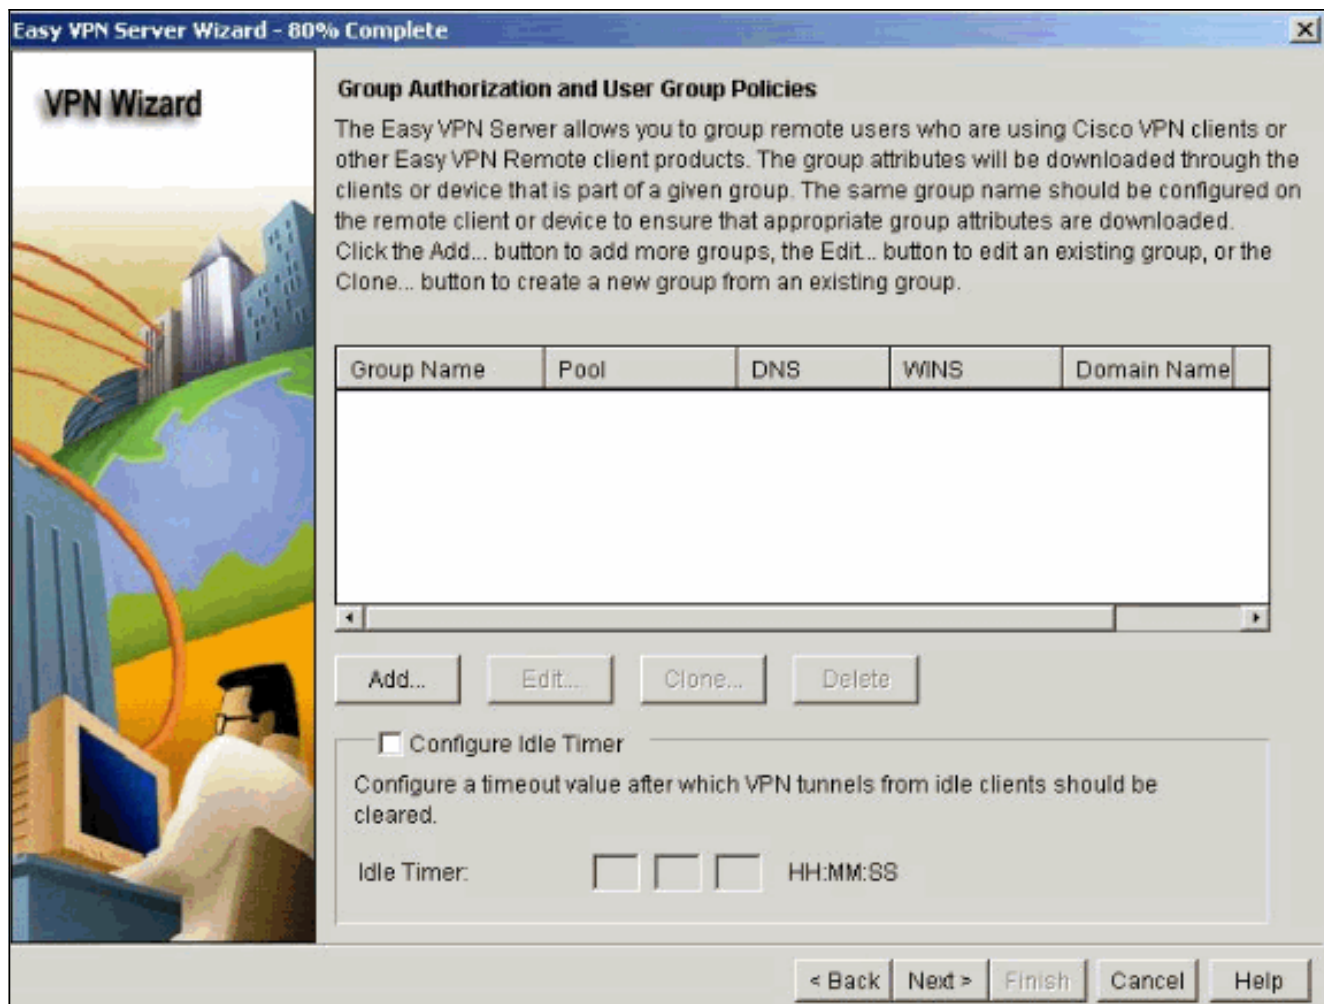 Easy VPN Server Wizard - 80% Complete
VPN Wizard
Group Authorization and User Group Policies
The Easy VPN Server allows you to group remote users who are using Cisco VPN clients or
other Easy VPN Remote client products. The group attributes will be downloaded through the
clients or device that is part of a given group. The same group name should be configured on
the remote client or device to ensure that appropriate group attributes are downloaded.
Click the Add... button to add more groups, the Edit... button to edit an existing group, or the
Clone... button to create a new group from an existing group.
Group Name Pool DNS WINS Domain Name
Add... Edit... Clone... Delete
Configure Idle Timer
Configure a timeout value after which VPN tunnels from idle clients should be
cleared.
Idle Timer: HH:MM:SS
< Back Next > Finish Cancel Help